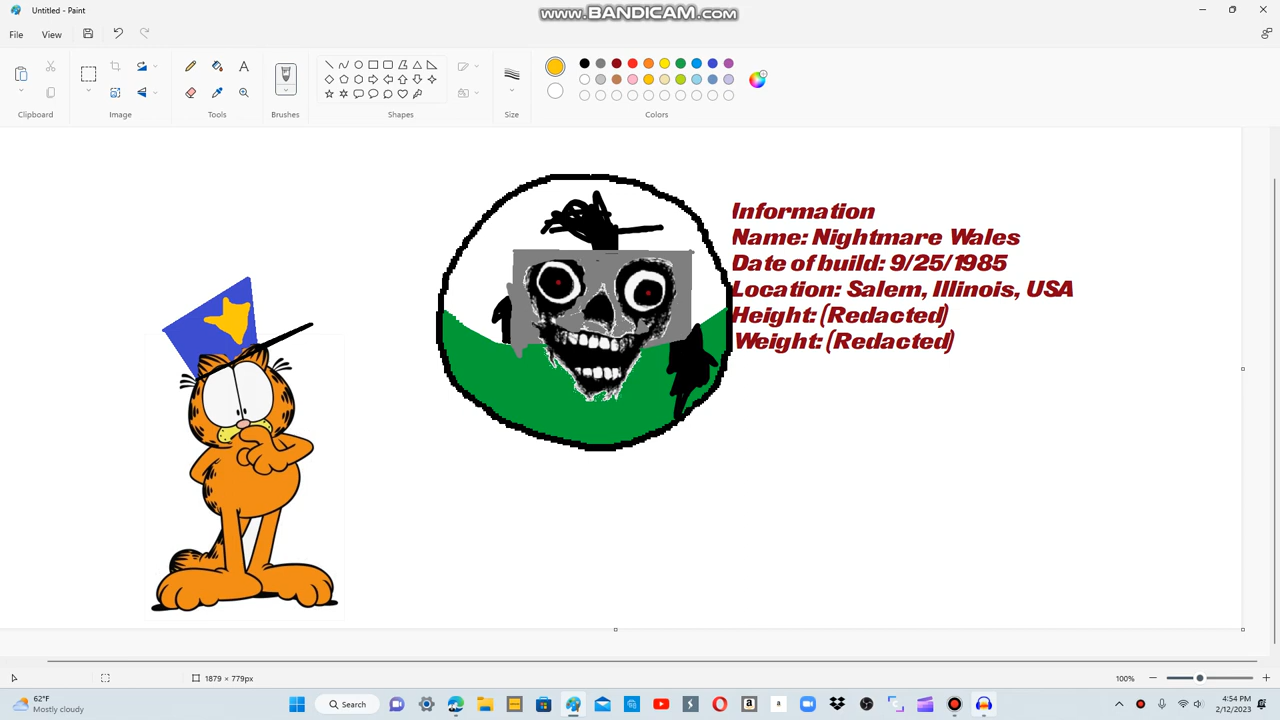 www.BANDICAM.com
Untitled - Paint
File
View
Clipboard
Image
Tools
Brushes
Shapes
Size
Colors
Information
Name: Nightmare Wales
Date of build: 9/25/1985
Location: Salem, Illinois, USA
Height: (Redacted)
Weight: (Redacted)
1879 × 779px
100%
62°F
Mostly cloudy
Search
4:54 PM
2/12/2023